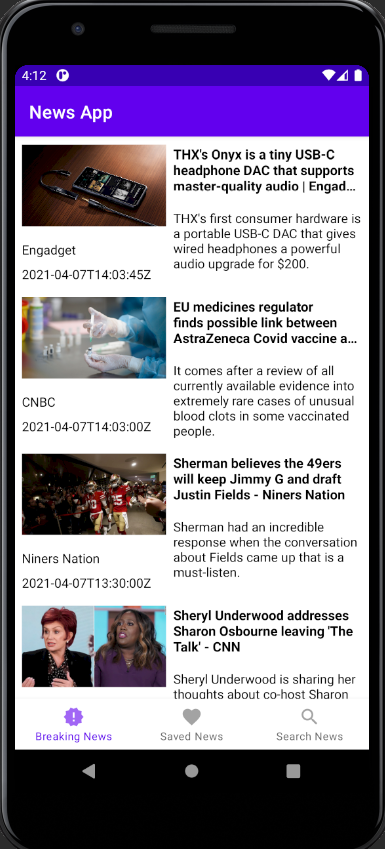 4:12
News App
THX's Onyx is a tiny USB-C
headphone DAC that supports
master-quality audio | Engad…
THX's first consumer hardware is
a portable USB-C DAC that gives
wired headphones a powerful
audio upgrade for $200.
Engadget
2021-04-07T14:03:45Z
EU medicines regulator
finds possible link between
AstraZeneca Covid vaccine a…
It comes after a review of all
currently available evidence into
extremely rare cases of unusual
blood clots in some vaccinated
people.
CNBC
2021-04-07T14:03:00Z
Sherman believes the 49ers
will keep Jimmy G and draft
Justin Fields - Niners Nation
Sherman had an incredible
response when the conversation
about Fields came up that is a
must-listen.
Niners Nation
2021-04-07T13:30:00Z
Sheryl Underwood addresses
Sharon Osbourne leaving 'The
Talk' - CNN
Sheryl Underwood is sharing her
thoughts about co-host Sharon
Breaking News
Saved News
Search News